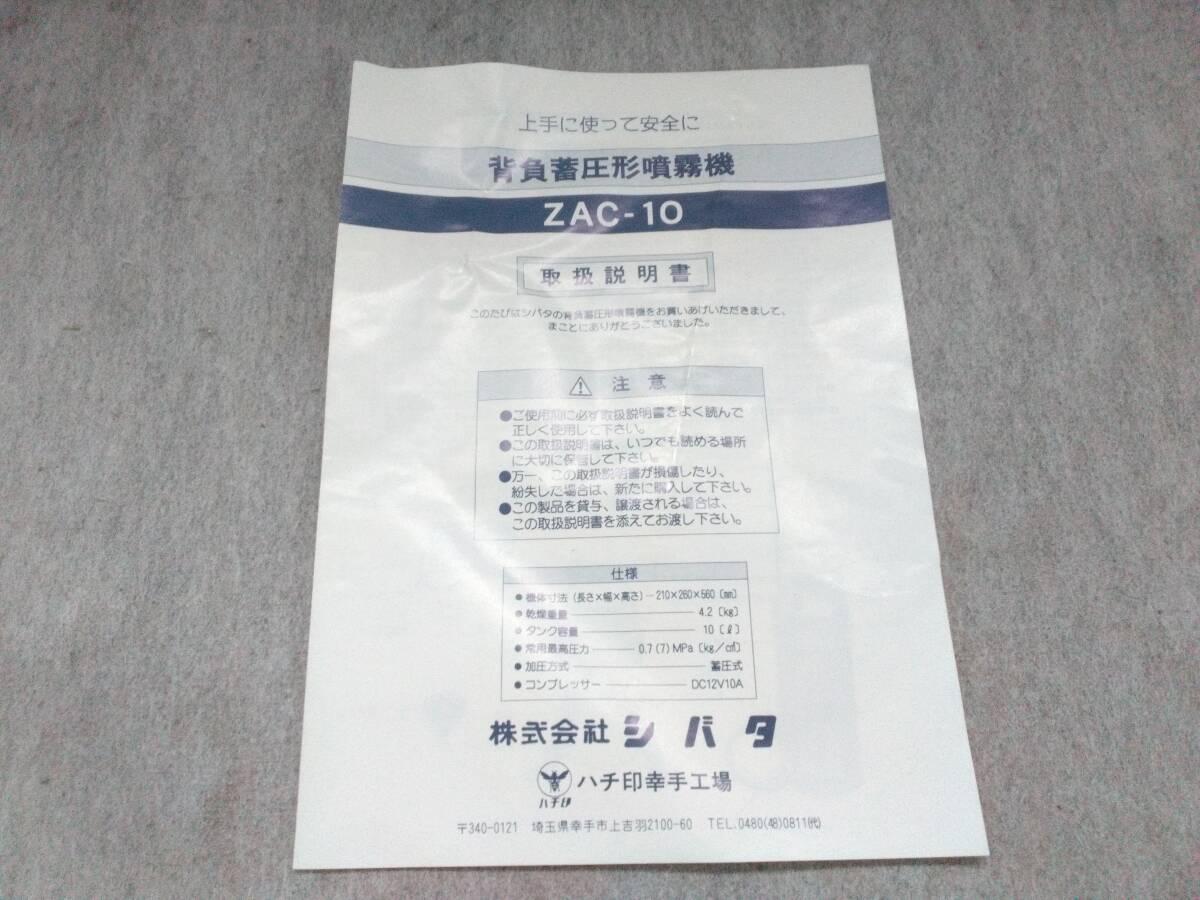 上手に使って安全に
背負蓄圧形噴霧機
ZAC-10
取扱説明書
このたびはシバタの背負蓄圧形噴霧機をお買いあげいただきまして、
まことにありがとうございました。
⚠ 注意
●ご使用前に必ず取扱説明書をよく読んで
正しく使用して下さい。
●この取扱説明書は、いつでも読める場所
に大切に保管して下さい。
●万一、この取扱説明書が損傷したり、
紛失した場合は、新たに購入して下さい。
●この製品を貸与、譲渡される場合は、
この取扱説明書を添えてお渡し下さい。
仕様
●機体寸法(長さ×幅×高さ)―210×260×560〔㎜〕
●乾燥重量―4.2〔kg〕
●タンク容量―10〔ℓ〕
●常用最高圧力―0.7(7)MPa〔kg/㎠〕
●加圧方式―蓄圧式
●コンプレッサー―DC12V10A
株式会社シバタ
ハチ印
ハチ印幸手工場
〒340-0121 埼玉県幸手市上吉羽2100-60 TEL.0480(48)0811(代)